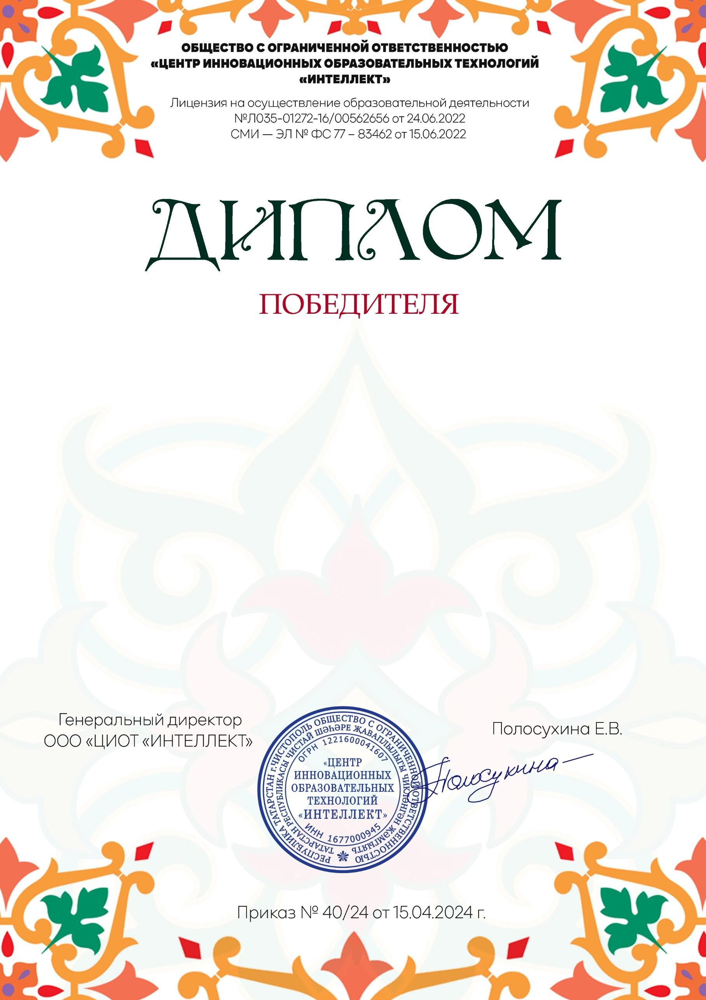 ОБЩЕСТВО С ОГРАНИЧЕННОЙ ОТВЕТСТВЕННОСТЬЮ
«ЦЕНТР ИННОВАЦИОННЫХ ОБРАЗОВАТЕЛЬНЫХ ТЕХНОЛОГИЙ
«ИНТЕЛЛЕКТ»
Лицензия на осуществление образовательной деятельности
№Л035-01272-16/00562656 от 24.06.2022
СМИ — ЭЛ № ФС 77 – 83462 от 15.06.2022
ДИПЛОМ
ПОБЕДИТЕЛЯ
Генеральный директор
ООО «ЦИОТ «ИНТЕЛЛЕКТ»
РЕСПУБЛИКА ТАТАРСТАН г.ЧИСТОПОЛЬ ОБЩЕСТВО С ОГРАНИЧЕННОЙ ОТВЕТСТВЕННОСТЬЮ
ТАТАРСТАН РЕСПУБЛИКАСЫ ЧИСТАЙ ШӘҺӘРЕ ҖАВАПЛЫЛЫГЫ ЧИКЛӘНГӘН ҖӘМГЫЯТЬ
ОГРН 1221600041607
«ЦЕНТР
ИННОВАЦИОННЫХ
ОБРАЗОВАТЕЛЬНЫХ
ТЕХНОЛОГИЙ
«ИНТЕЛЛЕКТ»
ИНН 1677000945
Полосухина Е.В.
Полосухина
Приказ № 40/24 от 15.04.2024 г.